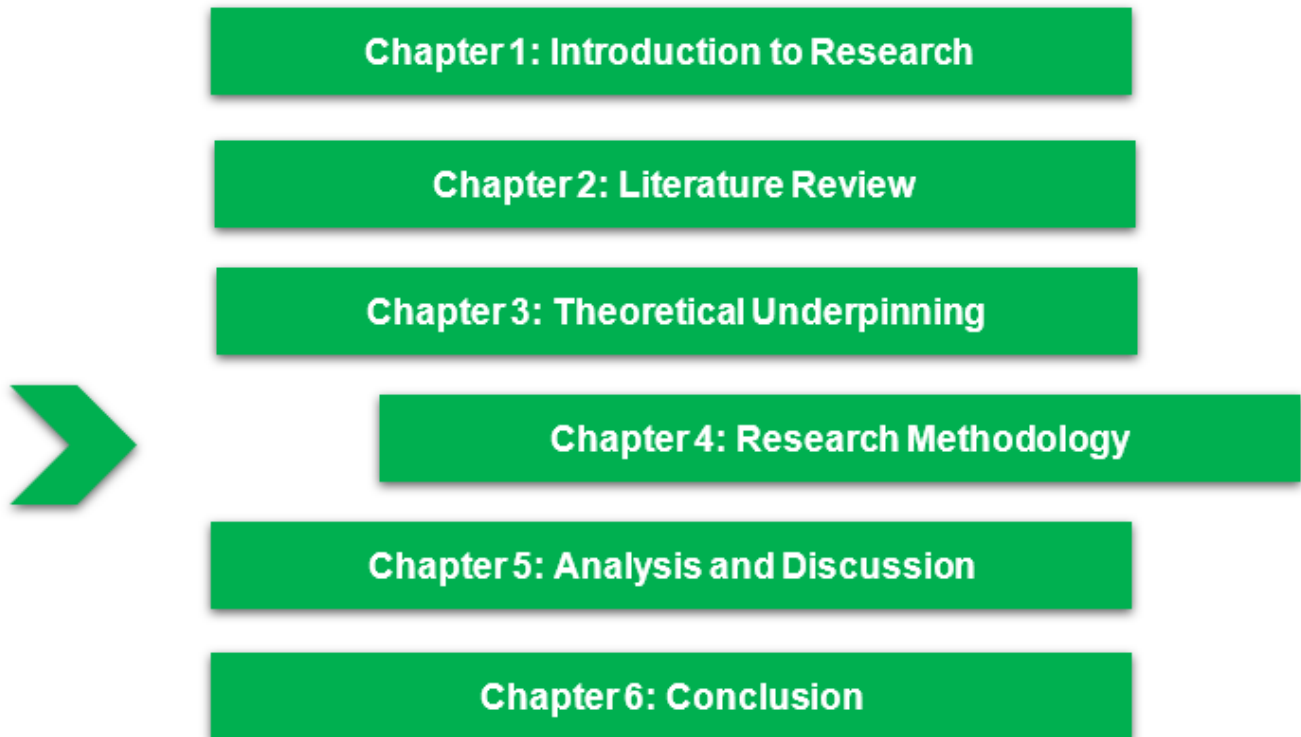 Chapter 1: Introduction to Research
Chapter 2: Literature Review
Chapter 3: Theoretical Underpinning
Chapter 4: Research Methodology
Chapter 5: Analysis and Discussion
Chapter 6: Conclusion